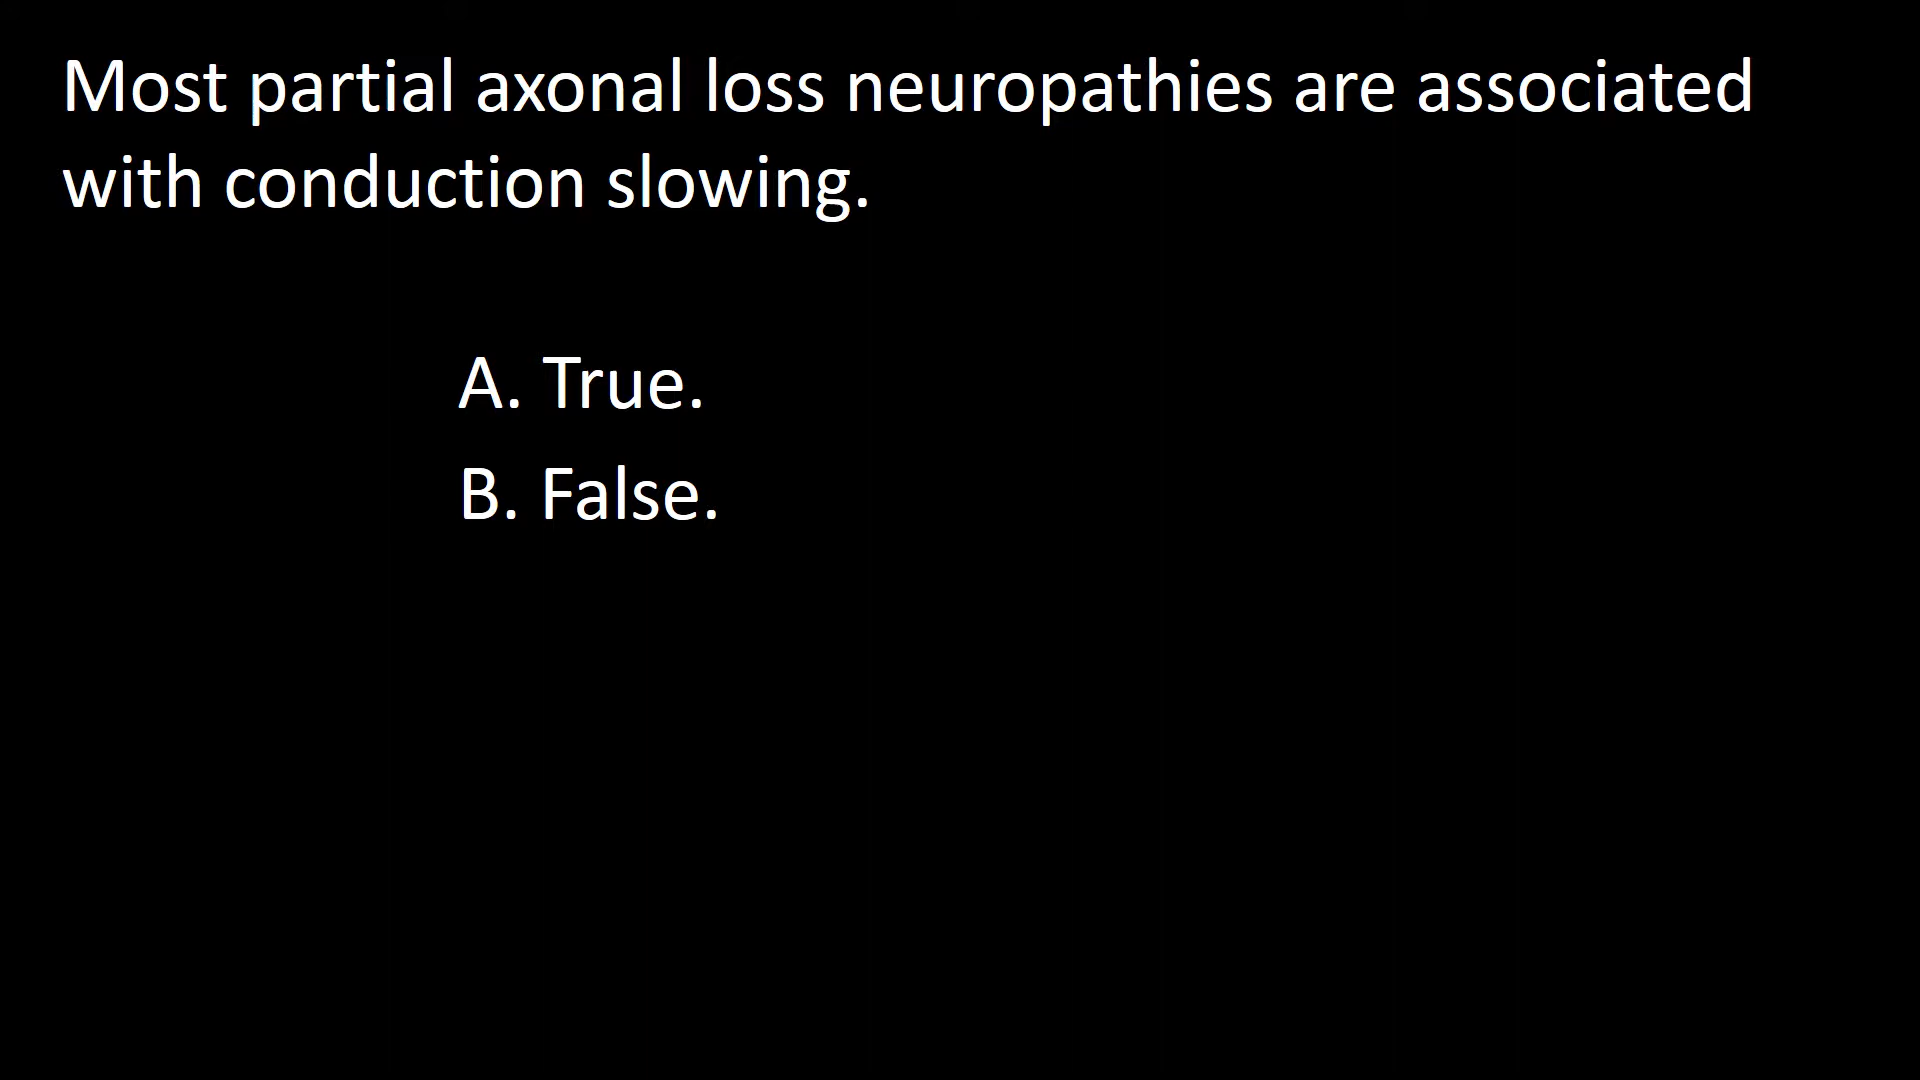 Most partial axonal loss neuropathies are associated
with conduction slowing.
A. True.
B. False.